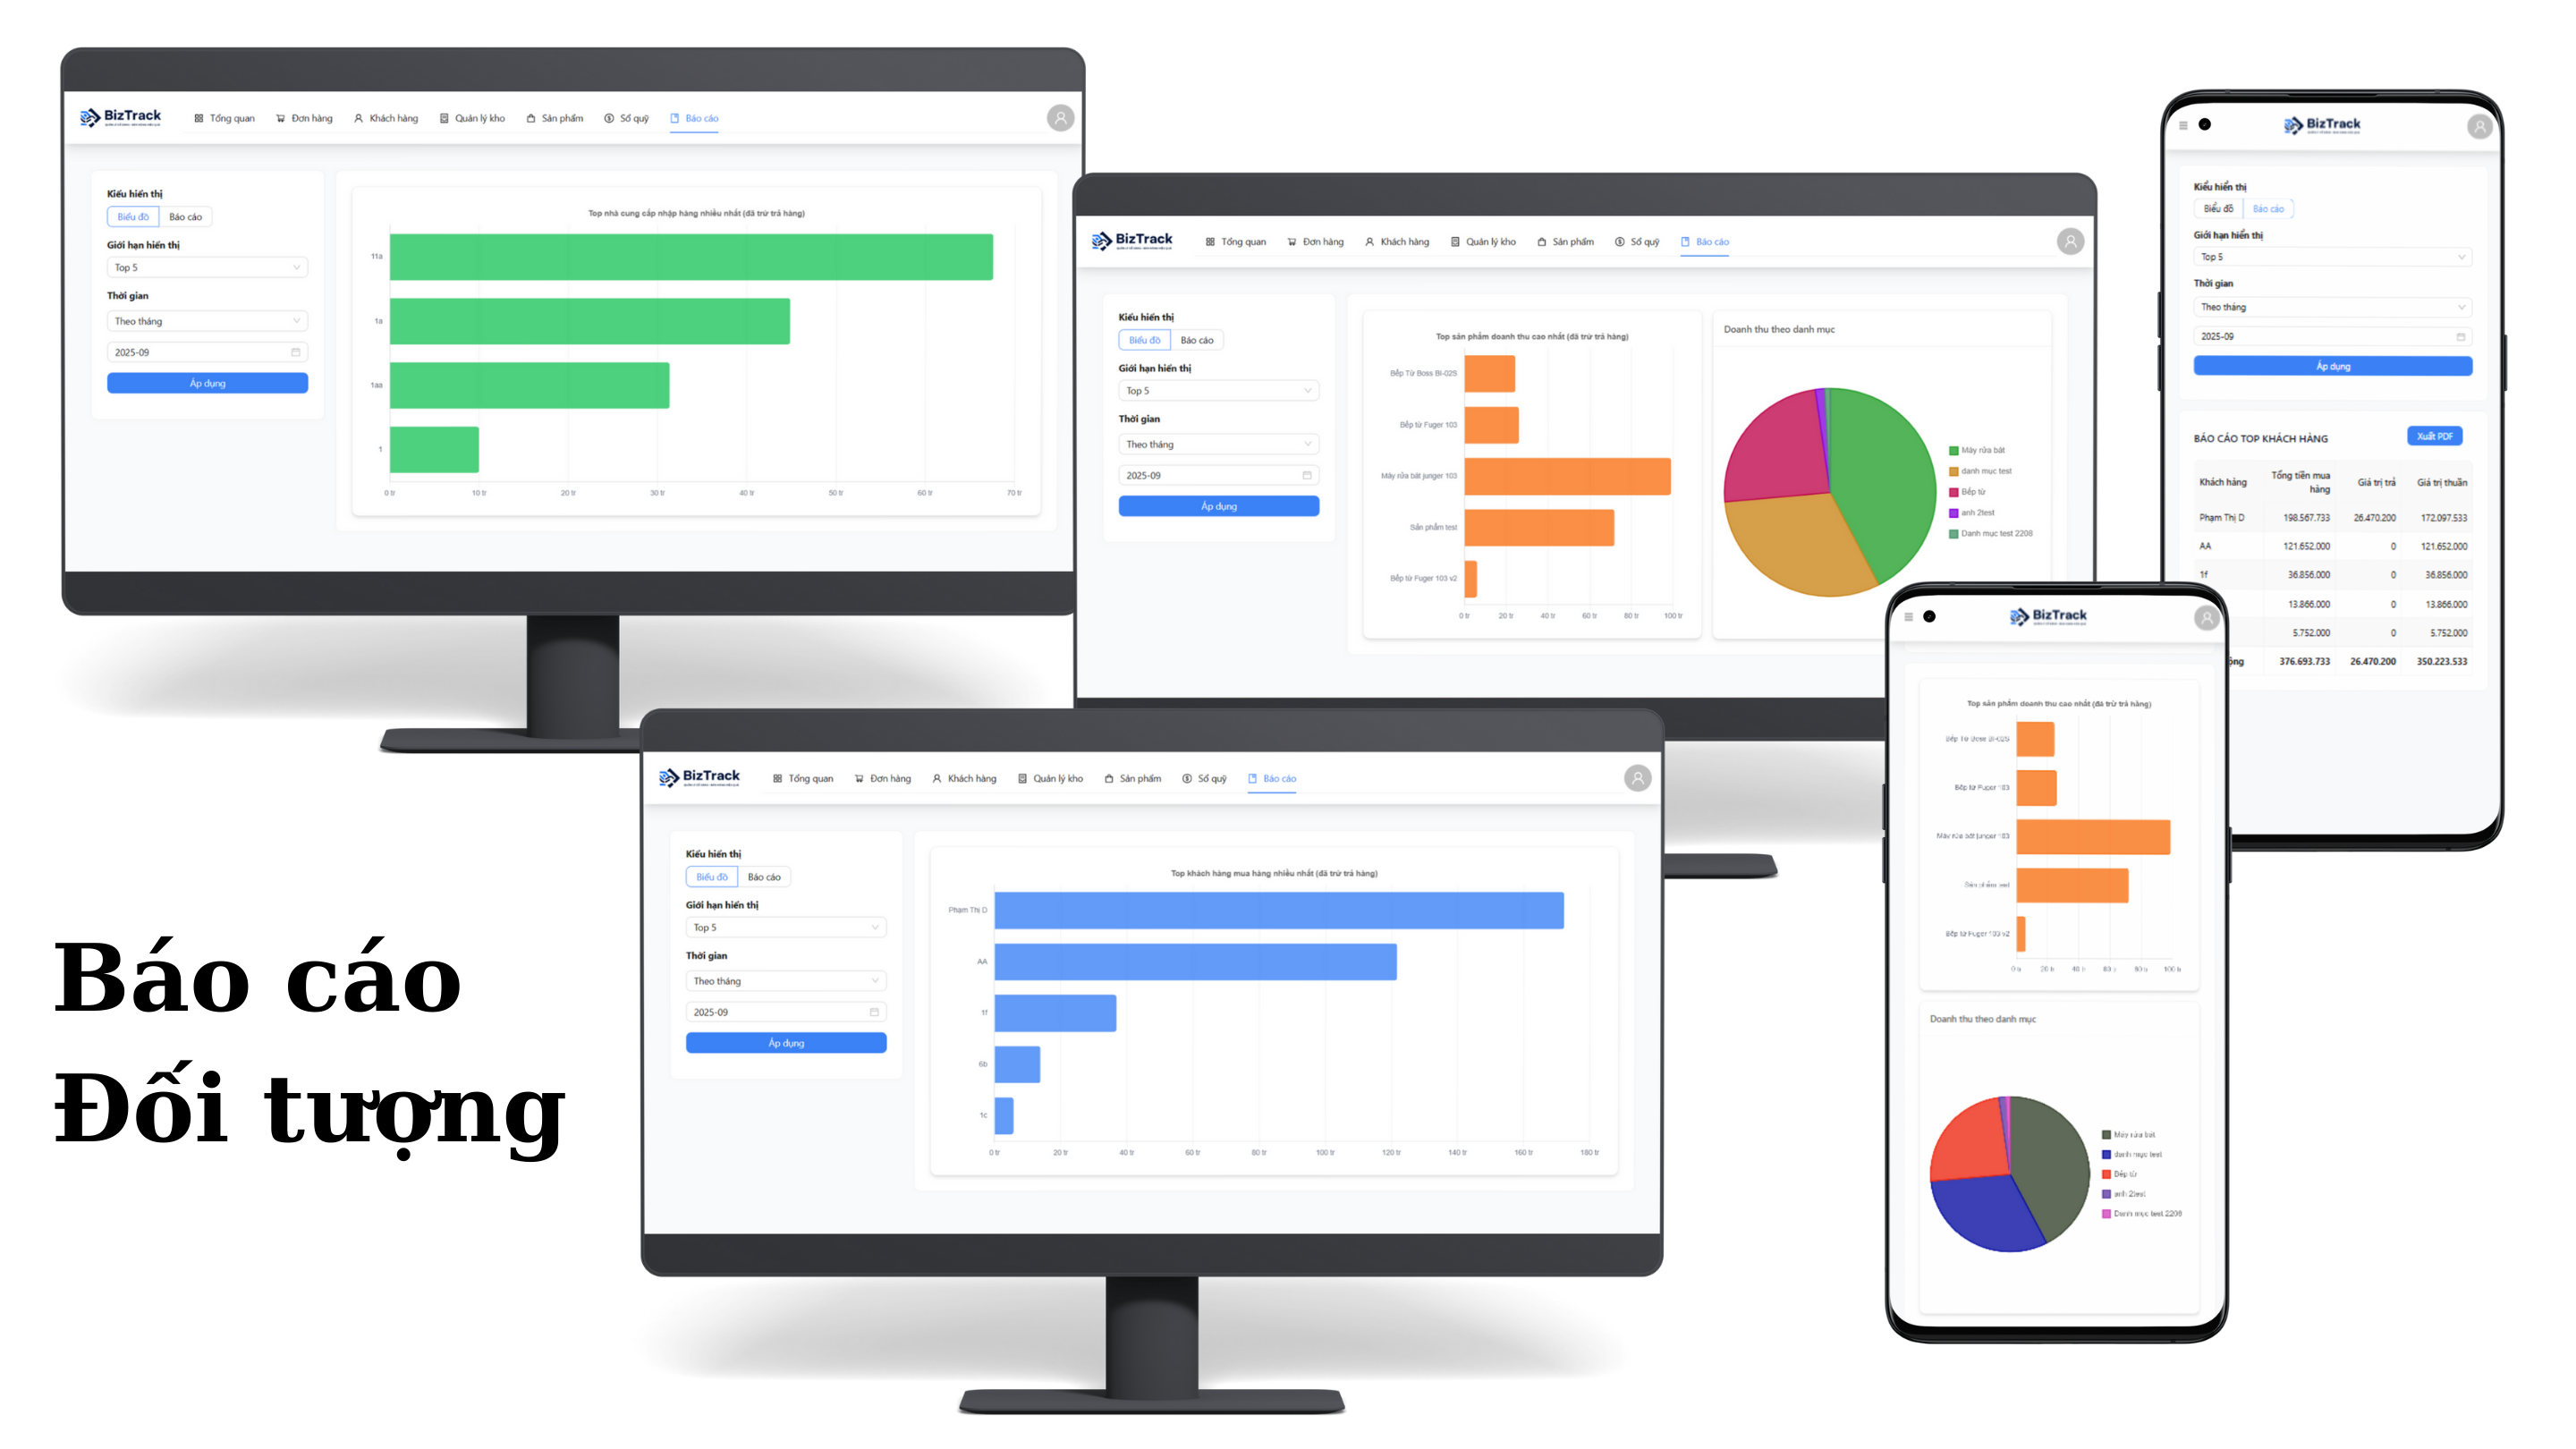 BizTrack
Tổng quan
Đơn hàng
Khách hàng
Quản lý kho
Sản phẩm
Sổ quỹ
Báo cáo
Kiểu hiển thị
Biểu đồ
Báo cáo
Giới hạn hiển thị
Top 5
Thời gian
Theo tháng
2025-09
Áp dụng
Top nhà cung cấp nhập hàng nhiều nhất (đã trừ trả hàng)
11a
1a
1aa
1
0 tr
10 tr
20 tr
30 tr
40 tr
50 tr
60 tr
70 tr
BizTrack
Tổng quan
Đơn hàng
Khách hàng
Quản lý kho
Sản phẩm
Sổ quỹ
Báo cáo
Kiểu hiển thị
Biểu đồ
Báo cáo
Giới hạn hiển thị
Top 5
Thời gian
Theo tháng
2025-09
Áp dụng
Top sản phẩm doanh thu cao nhất (đã trừ trả hàng)
Bếp Từ Boss BI-02S
Bếp từ Fuger 103
Máy rửa bát junger 103
Sản phẩm test
Bếp từ Fuger 103 v2
0 tr
20 tr
40 tr
60 tr
80 tr
100 tr
Doanh thu theo danh mục
Máy rửa bát
danh mục test
Bếp từ
anh 2test
Danh mục test 2208
BizTrack
Kiểu hiển thị
Biểu đồ
Báo cáo
Giới hạn hiển thị
Top 5
Thời gian
Theo tháng
2025-09
Áp dụng
BÁO CÁO TOP KHÁCH HÀNG
Xuất PDF
Khách hàng
Tổng tiền mua
hàng
Giá trị trả
Giá trị thuần
Phạm Thị D 198.567.733 26.470.200 172.097.533
AA 121.652.000 0 121.652.000
1f 36.856.000 0 36.856.000
13.866.000 0 13.866.000
5.752.000 0 5.752.000
ộng 376.693.733 26.470.200 350.223.533
BizTrack
Top sản phẩm doanh thu cao nhất (đã trừ trả hàng)
Bếp Từ Boss BI-02S
Bếp từ Fuger 103
Máy rửa bát junger 103
Sản phẩm test
Bếp từ Fuger 103 v2
0 tr
20 tr
40 tr
60 tr
80 tr
100 tr
Doanh thu theo danh mục
Máy rửa bát
danh mục test
Bếp từ
anh 2test
Danh mục test 2208
BizTrack
Tổng quan
Đơn hàng
Khách hàng
Quản lý kho
Sản phẩm
Sổ quỹ
Báo cáo
Kiểu hiển thị
Biểu đồ
Báo cáo
Giới hạn hiển thị
Top 5
Thời gian
Theo tháng
2025-09
Áp dụng
Top khách hàng mua hàng nhiều nhất (đã trừ trả hàng)
Phạm Thị D
AA
1f
6b
1c
0 tr
20 tr
40 tr
60 tr
80 tr
100 tr
120 tr
140 tr
160 tr
180 tr
Báo cáo
Đối tượng